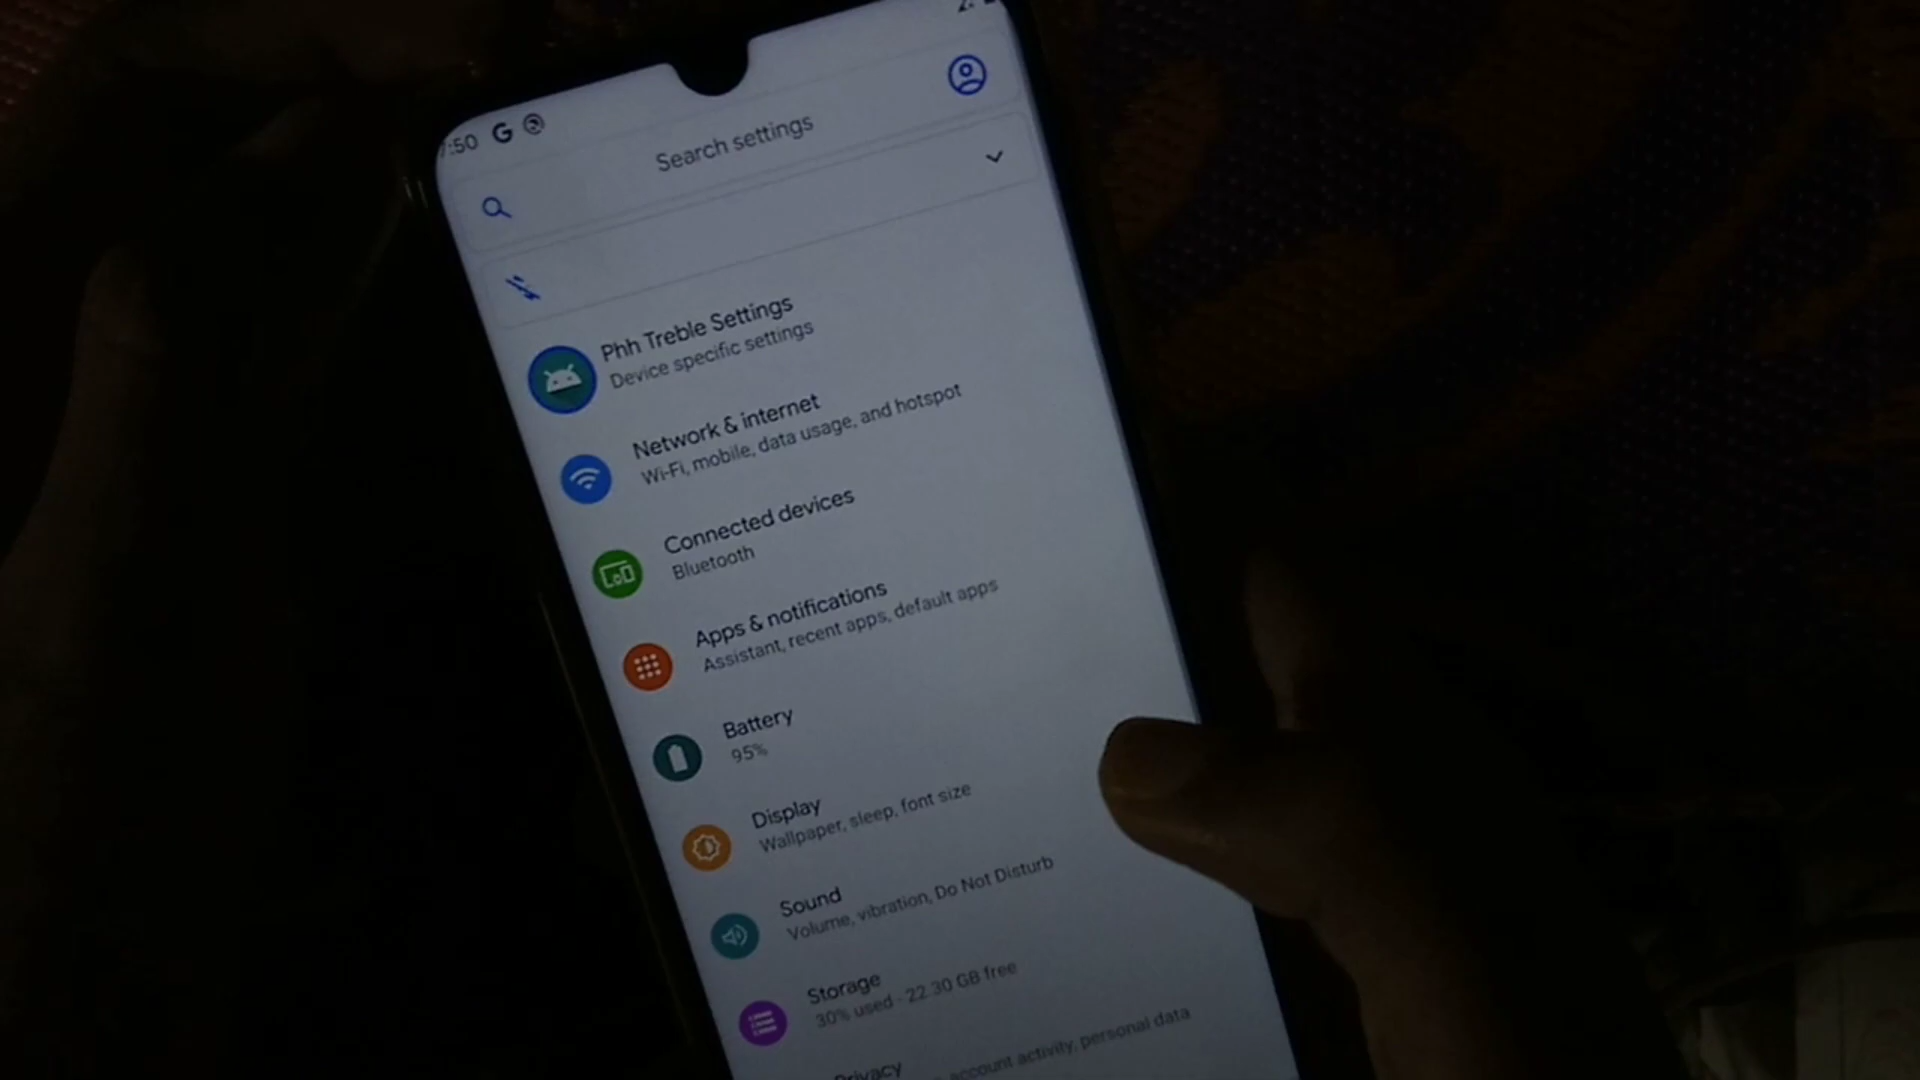 :50
Search settings
Phh Treble Settings
Device specific settings
Network & internet
Wi-Fi, mobile, data usage, and hotspot
Connected devices
Bluetooth
Apps & notifications
Assistant, recent apps, default apps
Battery
95%
Display
Wallpaper, sleep, font size
Sound
Volume, vibration, Do Not Disturb
Storage
30% used · 22.30 GB free
Privacy
account activity, personal data